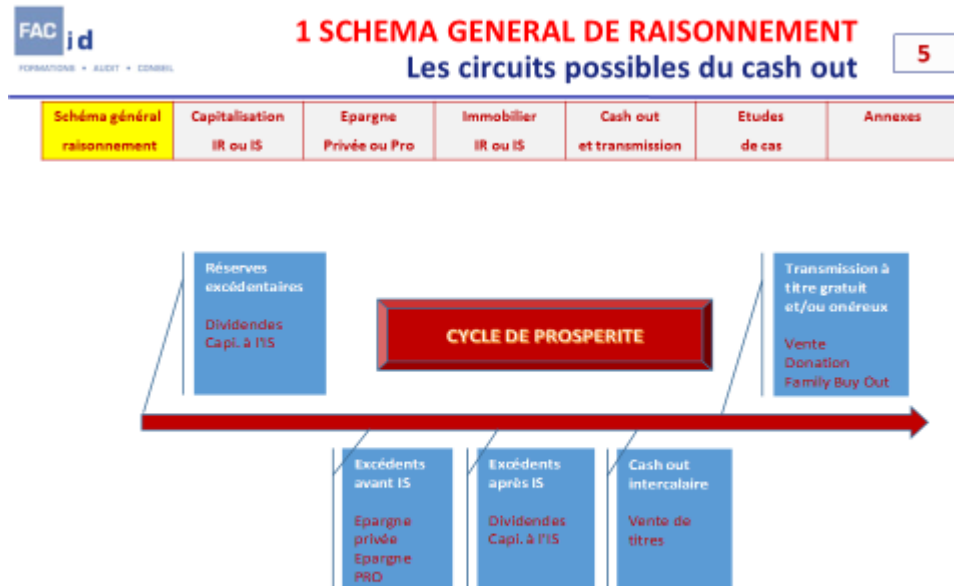 FAC id
FORMATIONS • AUDIT • CONSEIL
1 SCHEMA GENERAL DE RAISONNEMENT
Les circuits possibles du cash out
5
Schéma général
raisonnement
Capitalisation
IR ou IS
Epargne
Privée ou Pro
Immobilier
IR ou IS
Cash out
et transmission
Etudes
de cas
Annexes
Réserves
excédentaires
Dividendes
Capi. à l'IS
CYCLE DE PROSPERITE
Transmission à
titre gratuit
et/ou onéreux
Vente
Donation
Family Buy Out
Excédents
avant IS
Epargne
privée
Epargne
PRO
Excédents
après IS
Dividendes
Capi. à l'IS
Cash out
intercalaire
Vente de
titres